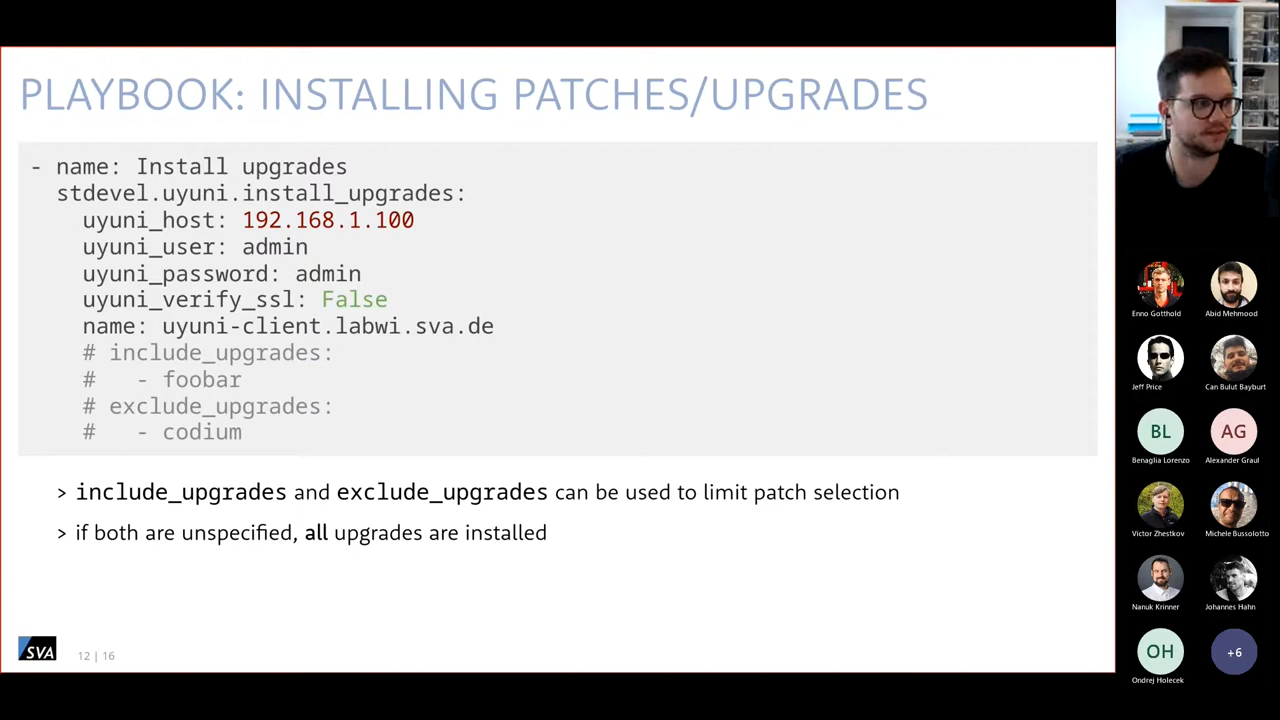 PLAYBOOK: INSTALLING PATCHES/UPGRADES
- name: Install upgrades
stdevel.uyuni.install_upgrades:
uyuni_host: 192.168.1.100
uyuni_user: admin
uyuni_password: admin
uyuni_verify_ssl: False
name: uyuni-client.labwi.sva.de
# include_upgrades:
#   - foobar
# exclude_upgrades:
#   - codium
> include_upgrades and exclude_upgrades can be used to limit patch selection
> if both are unspecified, all upgrades are installed
SVA
12 | 16
Enno Gotthold
Abid Mehmood
Jeff Price
Can Bulut Bayburt
BL
AG
Benaglia Lorenzo
Alexander Graul
Victor Zhestkov
Michele Bussolotto
Nanuk Krinner
Johannes Hahn
OH
+6
Ondrej Holecek